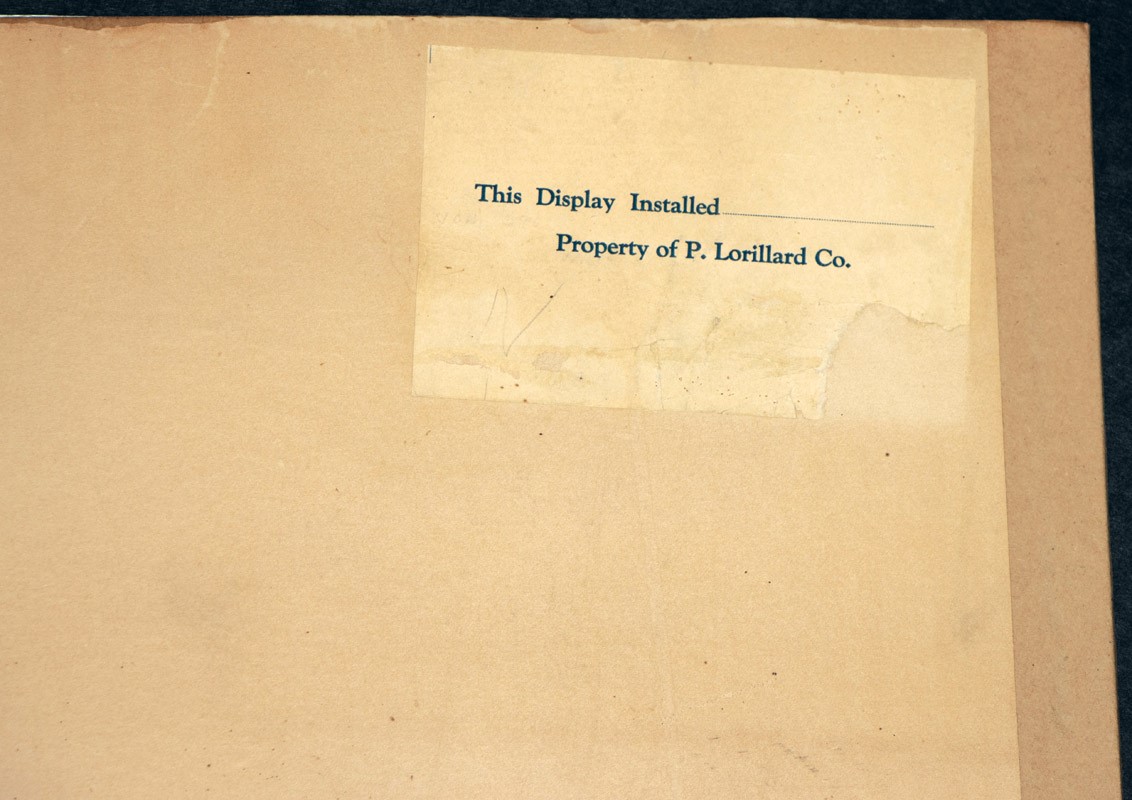 This Display Installed........................................
Property of P. Lorillard Co.